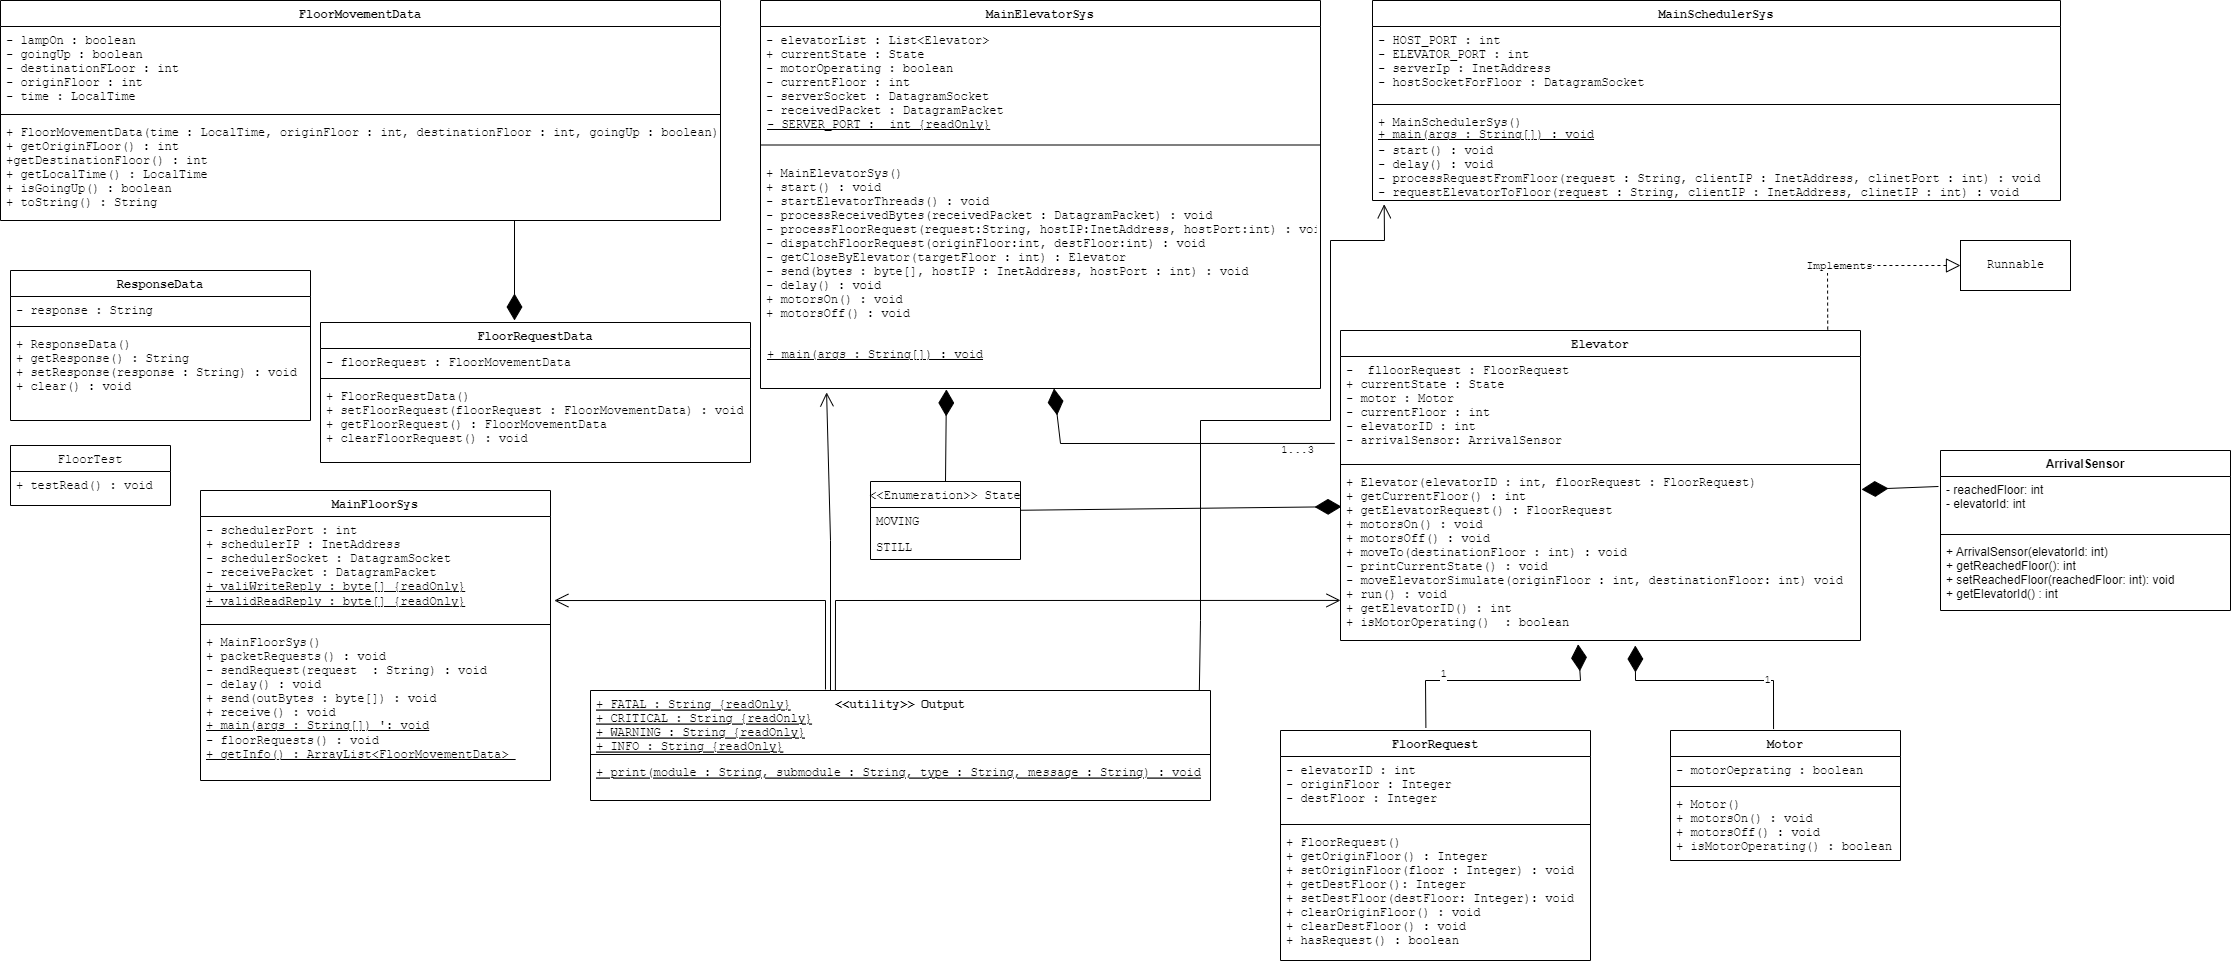 FloorMovementData
- lampOn : boolean
- goingUp : boolean
- destinationFLoor : int
- originFloor : int
- time : LocalTime
+ FloorMovementData(time : LocalTime, originFloor : int, destinationFloor : int, goingUp : boolean)
+ getOriginFLoor() : int
+getDestinationFloor() : int
+ getLocalTime() : LocalTime
+ isGoingUp() : boolean
+ toString() : String
MainElevatorSys
- elevatorList : List<Elevator>
+ currentState : State
- motorOperating : boolean
- currentFloor : int
- serverSocket : DatagramSocket
- receivedPacket : DatagramPacket
- SERVER_PORT :  int {readOnly}
+ MainElevatorSys()
+ start() : void
- startElevatorThreads() : void
- processReceivedBytes(receivedPacket : DatagramPacket) : void
- processFloorRequest(request:String, hostIP:InetAddress, hostPort:int) : voi
- dispatchFloorRequest(originFloor:int, destFloor:int) : void
- getCloseByElevator(targetFloor : int) : Elevator
- send(bytes : byte[], hostIP : InetAddress, hostPort : int) : void
- delay() : void
+ motorsOn() : void
+ motorsOff() : void
+ main(args : String[]) : void
MainSchedulerSys
- HOST_PORT : int
- ELEVATOR_PORT : int
- serverIp : InetAddress
- hostSocketForFloor : DatagramSocket
+ MainSchedulerSys()
+ main(args : String[]) : void
- start() : void
- delay() : void
- processRequestFromFloor(request : String, clientIP : InetAddress, clinetPort : int) : void
- requestElevatorToFloor(request : String, clientIP : InetAddress, clinetIP : int) : void
Implements
Runnable
ResponseData
- response : String
+ ResponseData()
+ getResponse() : String
+ setResponse(response : String) : void
+ clear() : void
FloorRequestData
- floorRequest : FloorMovementData
+ FloorRequestData()
+ setFloorRequest(floorRequest : FloorMovementData) : void
+ getFloorRequest() : FloorMovementData
+ clearFloorRequest() : void
FloorTest
+ testRead() : void
1...3
<<Enumeration>> State
MOVING
STILL
Elevator
-  flloorRequest : FloorRequest
+ currentState : State
- motor : Motor
- currentFloor : int
- elevatorID : int
- arrivalSensor: ArrivalSensor
+ Elevator(elevatorID : int, floorRequest : FloorRequest)
+ getCurrentFloor() : int
+ getElevatorRequest() : FloorRequest
+ motorsOn() : void
+ motorsOff() : void
+ moveTo(destinationFloor : int) : void
- printCurrentState() : void
- moveElevatorSimulate(originFloor : int, destinationFloor: int) void
+ run() : void
+ getElevatorID() : int
+ isMotorOperating()  : boolean
ArrivalSensor
- reachedFloor: int
- elevatorId: int
+ ArrivalSensor(elevatorId: int)
+ getReachedFloor(): int
+ setReachedFloor(reachedFloor: int): void
+ getElevatorId() : int
MainFloorSys
- schedulerPort : int
+ schedulerIP : InetAddress
- schedulerSocket : DatagramSocket
- receivePacket : DatagramPacket
+ valiWriteReply : byte[] {readOnly}
+ validReadReply : byte[] {readOnly}
+ MainFloorSys()
+ packetRequests() : void
- sendRequest(request  : String) : void
- delay() : void
+ send(outBytes : byte[]) : void
+ receive() : void
+ main(args : String[]) ': void
- floorRequests() : void
+ getInfo() : ArrayList<FloorMovementData>
<<utility>> Output
+ FATAL : String {readOnly}
+ CRITICAL : String {readOnly}
+ WARNING : String {readOnly}
+ INFO : String {readOnly}
+ print(module : String, submodule : String, type : String, message : String) : void
1
1
FloorRequest
- elevatorID : int
- originFloor : Integer
- destFloor : Integer
+ FloorRequest()
+ getOriginFloor() : Integer
+ setOriginFloor(floor : Integer) : void
+ getDestFloor(): Integer
+ setDestFloor(destFloor: Integer): void
+ clearOriginFloor() : void
+ clearDestFloor() : void
+ hasRequest() : boolean
Motor
- motorOeprating : boolean
+ Motor()
+ motorsOn() : void
+ motorsOff() : void
+ isMotorOperating() : boolean